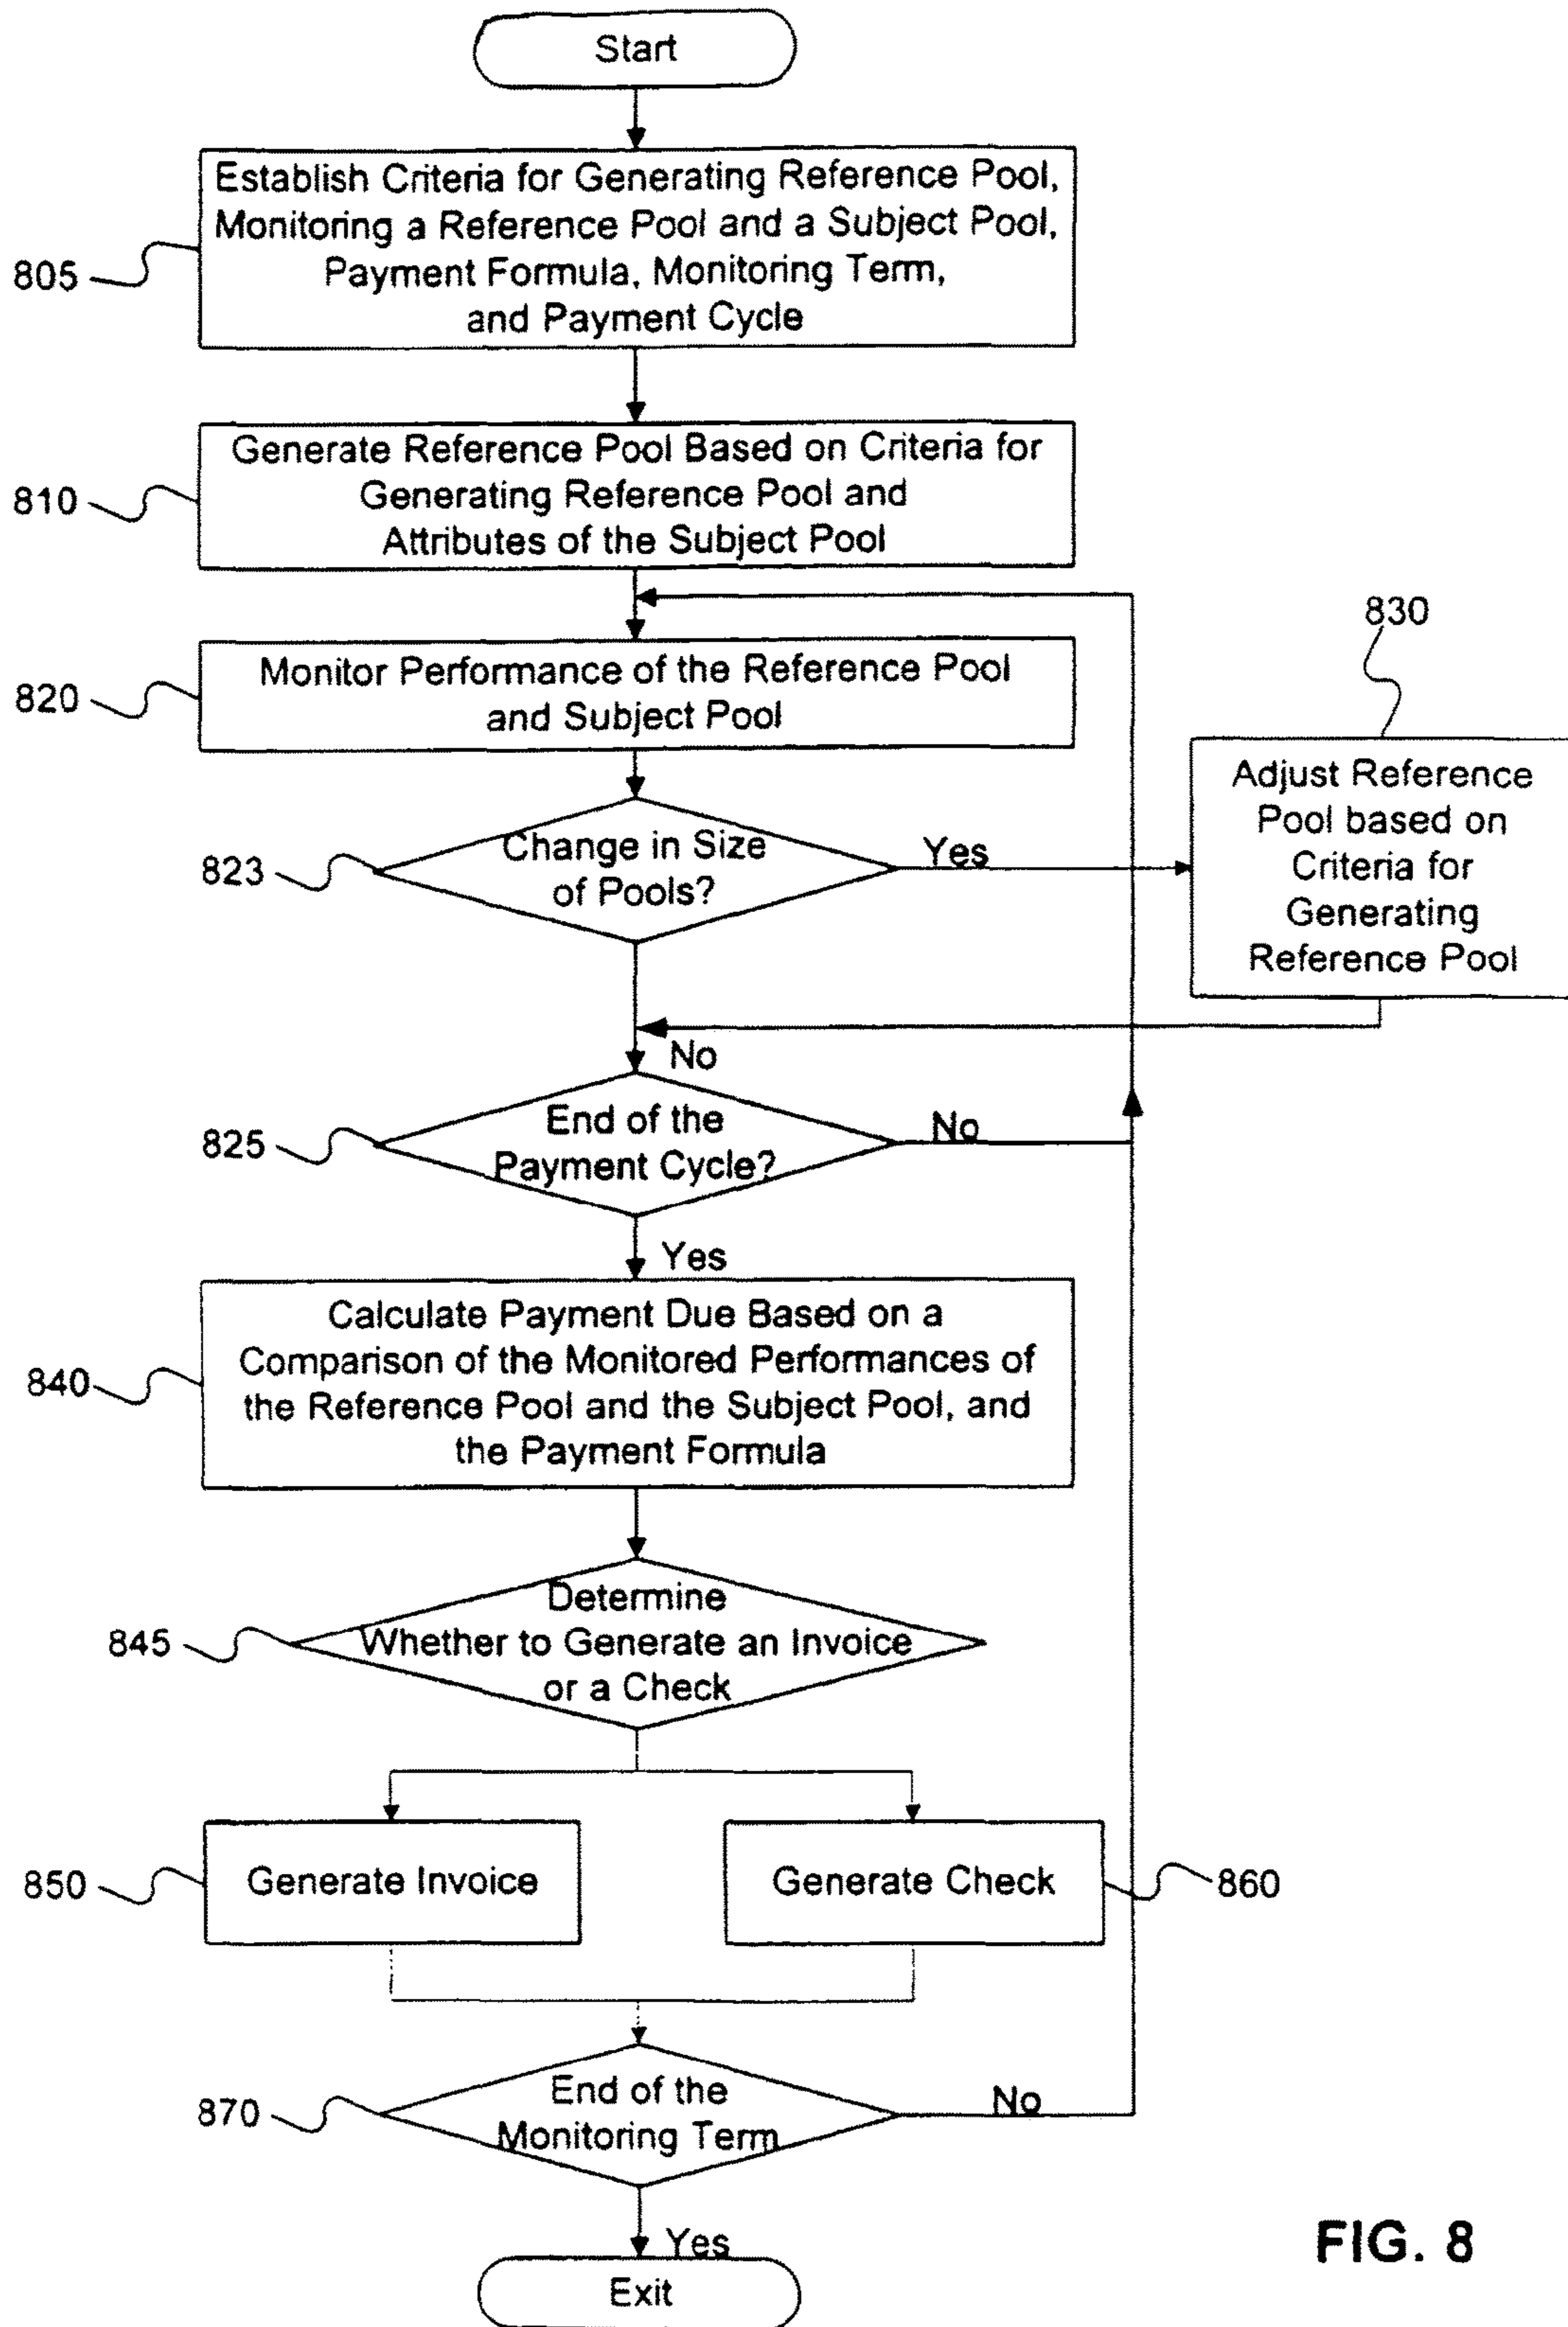 Start
Establish Criteria for Generating Reference Pool,
Monitoring a Reference Pool and a Subject Pool,
Payment Formula, Monitoring Term,
and Payment Cycle
805
Generate Reference Pool Based on Criteria for
Generating Reference Pool and
Attributes of the Subject Pool
810
Monitor Performance of the Reference Pool
and Subject Pool
820
830
Adjust Reference
Pool based on
Criteria for
Generating
Reference Pool
Change in Size
of Pools?
823
Yes
No
End of the
Payment Cycle?
825
No
Yes
Calculate Payment Due Based on a
Comparison of the Monitored Performances of
the Reference Pool and the Subject Pool, and
the Payment Formula
840
Determine
Whether to Generate an Invoice
or a Check
845
Generate Invoice
850
Generate Check
860
End of the
Monitoring Term
870
No
Yes
Exit
FIG. 8